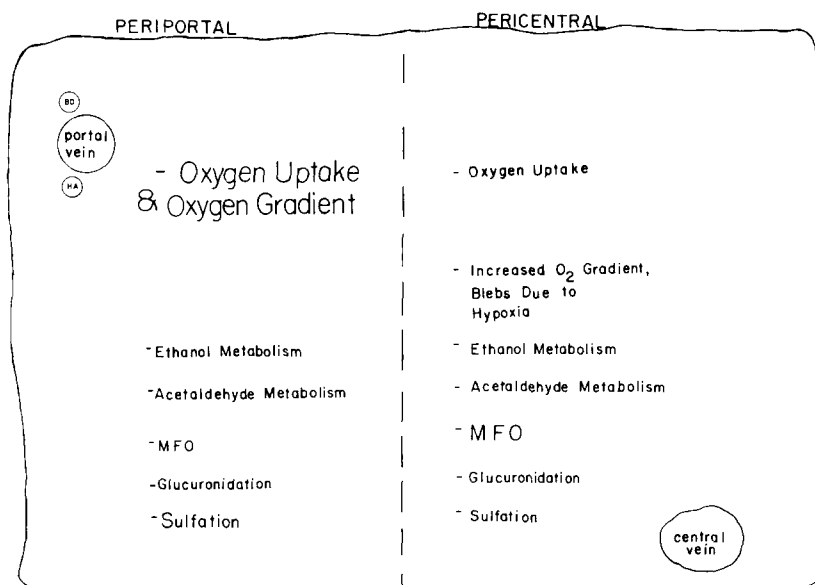 PERIPORTAL
PERICENTRAL
BD
portal
vein
HA
- Oxygen Uptake
& Oxygen Gradient
- Ethanol Metabolism
- Acetaldehyde Metabolism
- MFO
- Glucuronidation
- Sulfation
- Oxygen Uptake
- Increased O₂ Gradient,
Blebs Due to
Hypoxia
- Ethanol Metabolism
- Acetaldehyde Metabolism
- MFO
- Glucuronidation
- Sulfation
central
vein